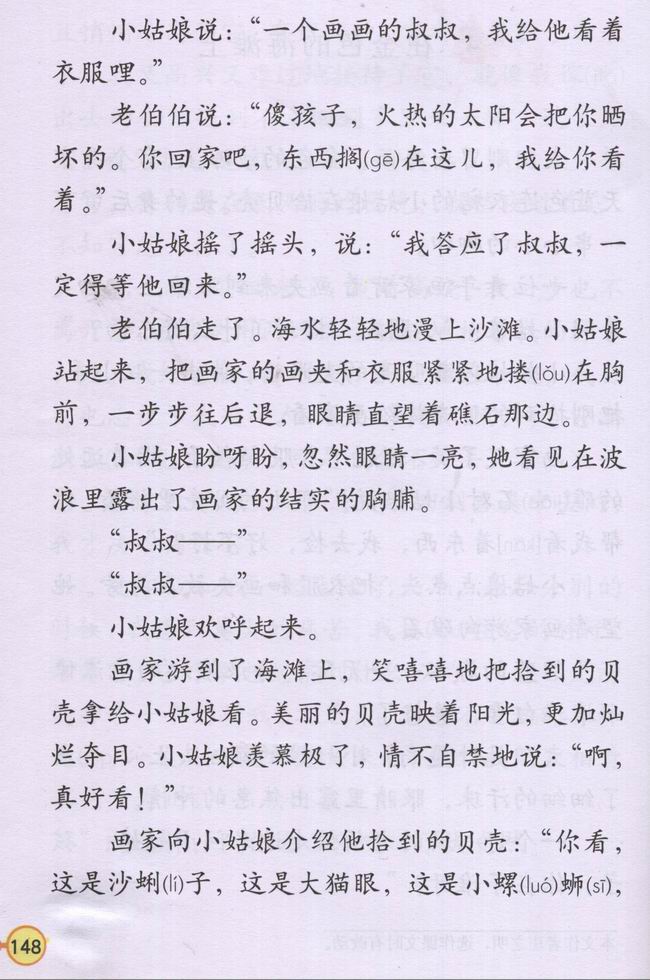 小姑娘说：“一个画画的叔叔，我给他看着
衣服哩。”
老伯伯说：“傻孩子，火热的太阳会把你晒
坏的。你回家吧，东西搁(gē)在这儿，我给你看
着。”
小姑娘摇了摇头，说：“我答应了叔叔，一
定得等他回来。”
老伯伯走了。海水轻轻地漫上沙滩。小姑娘
站起来，把画家的画夹和衣服紧紧地搂(lǒu)在胸
前，一步步往后退，眼睛直望着礁石那边。
小姑娘盼呀盼，忽然眼睛一亮，她看见在波
浪里露出了画家的结实的胸脯。
“叔叔——”
“叔叔——”
小姑娘欢呼起来。
画家游到了海滩上，笑嘻嘻地把拾到的贝
壳拿给小姑娘看。美丽的贝壳映着阳光，更加灿
烂夺目。小姑娘羡慕极了，情不自禁地说：“啊，
真好看！”
画家向小姑娘介绍他拾到的贝壳：“你看，
这是沙蜊(lí)子，这是大猫眼，这是小螺(luó)蛳(sī)，
148